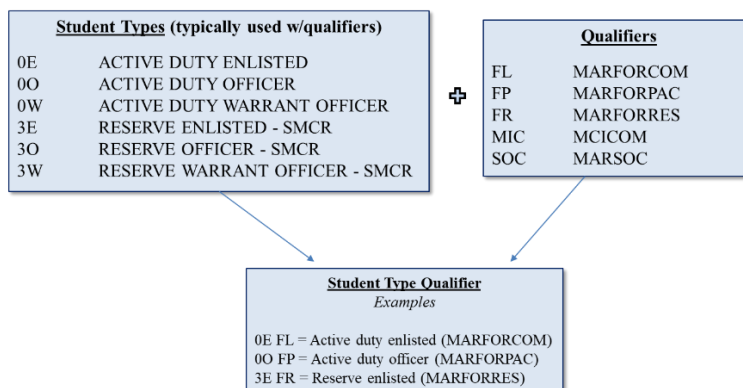 Student Types (typically used w/qualifiers)
0E ACTIVE DUTY ENLISTED
0O ACTIVE DUTY OFFICER
0W ACTIVE DUTY WARRANT OFFICER
3E RESERVE ENLISTED - SMCR
3O RESERVE OFFICER – SMCR
3W RESERVE WARRANT OFFICER - SMCR
Qualifiers
FL MARFORCOM
FP MARFORPAC
FR MARFORRES
MIC MCICOM
SOC MARSOC
Student Type Qualifier
Examples
0E FL = Active duty enlisted (MARFORCOM)
0O FP = Active duty officer (MARFORPAC)
3E FR = Reserve enlisted (MARFORRES)